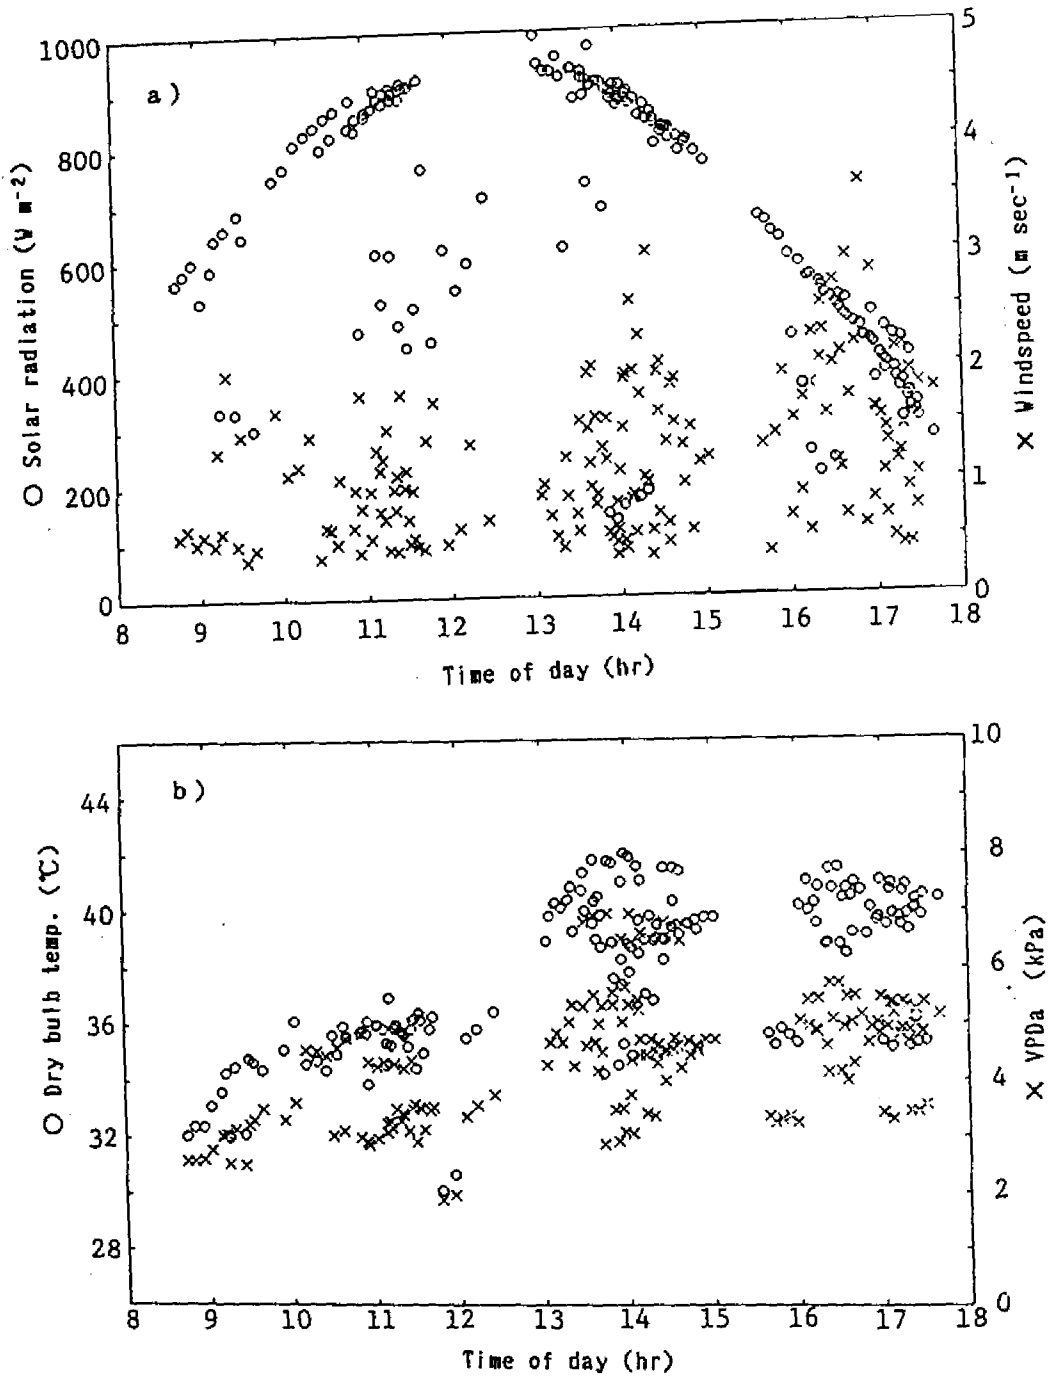 a)
1000
800
600
400
200
0
○ Solar radiation (W m⁻²)
5
4
3
2
1
0
× Windspeed (m sec⁻¹)
8 9 10 11 12 13 14 15 16 17 18
Time of day (hr)
b)
44
40
36
32
28
○ Dry bulb temp. (℃)
10
8
6
4
2
0
× VPDa (kPa)
8 9 10 11 12 13 14 15 16 17 18
Time of day (hr)